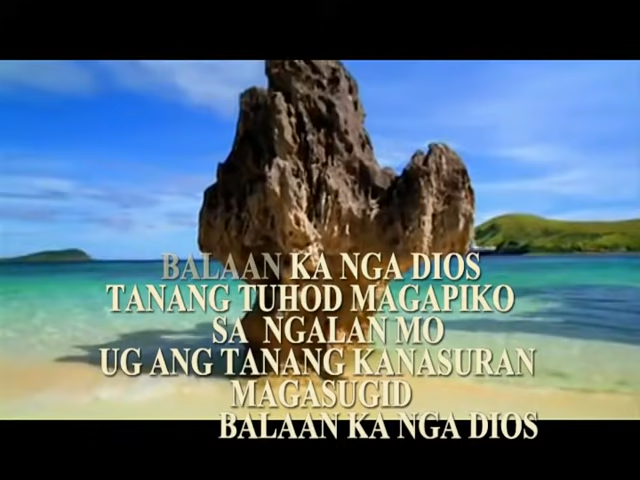 BALAAN KA NGA DIOS
TANANG TUHOD MAGAPIKO
SA NGALAN MO
UG ANG TANANG KANASURAN
MAGASUGID
BALAAN KA NGA DIOS